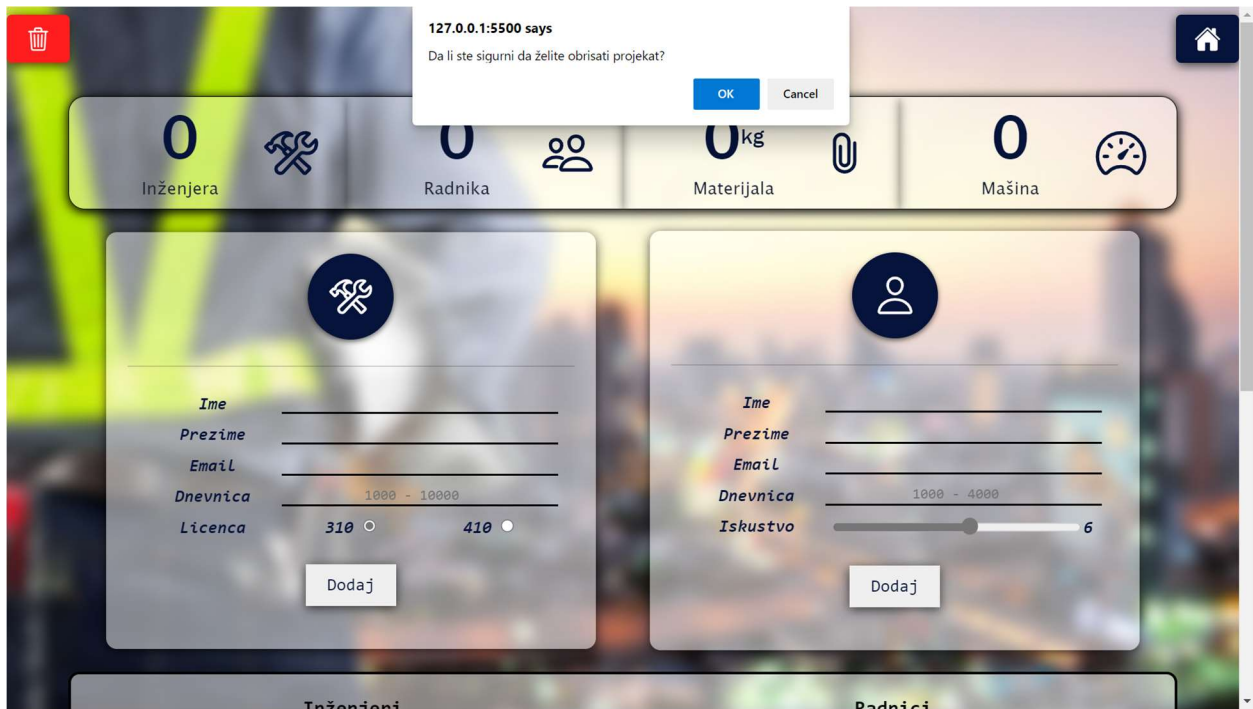 127.0.0.1:5500 says
Da li ste sigurni da želite obrisati projekat?
OK Cancel
0 0 0kg 0
Inženjera Radnika Materijala Mašina
Ime
Prezime
Email
Dnevnica 1000 - 10000
Licenca 310 410
Dodaj
Ime
Prezime
Email
Dnevnica 1000 - 4000
Iskustvo 6
Dodaj
Inženjeri Radnici